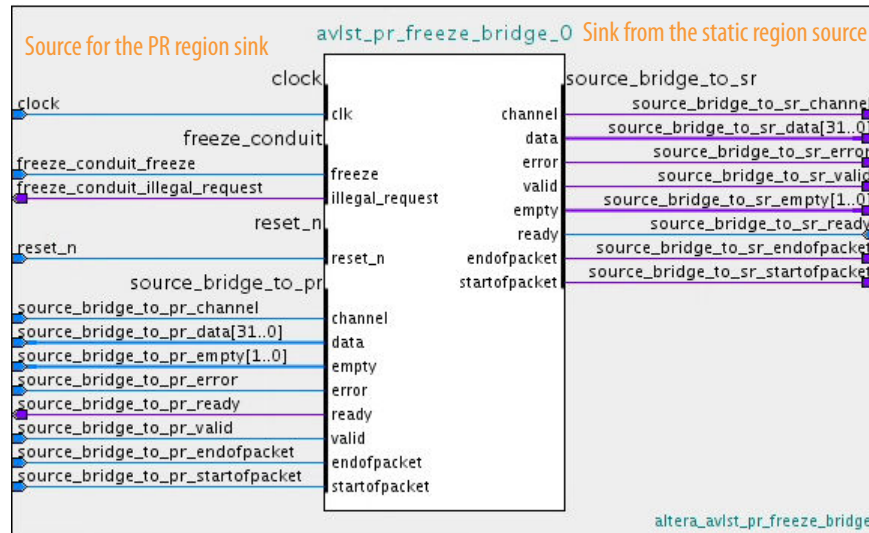 Source for the PR region sink
avlst_pr_freeze_bridge_0
Sink from the static region source
clock
clock
clk
freeze_conduit
freeze_conduit_freeze
freeze
freeze_conduit_illegal_request
illegal_request
reset_n
reset_n
reset_n
source_bridge_to_pr
source_bridge_to_pr_channel
channel
source_bridge_to_pr_data[31..0]
data
source_bridge_to_pr_empty[1..0]
empty
source_bridge_to_pr_error
error
source_bridge_to_pr_ready
ready
source_bridge_to_pr_valid
valid
source_bridge_to_pr_endofpacket
endofpacket
source_bridge_to_pr_startofpacket
startofpacket
source_bridge_to_sr
channel
source_bridge_to_sr_channel
data
source_bridge_to_sr_data[31..0]
error
source_bridge_to_sr_error
valid
source_bridge_to_sr_valid
empty
source_bridge_to_sr_empty[1..0]
ready
source_bridge_to_sr_ready
endofpacket
source_bridge_to_sr_endofpacket
startofpacket
source_bridge_to_sr_startofpacket
altera_avlst_pr_freeze_bridge